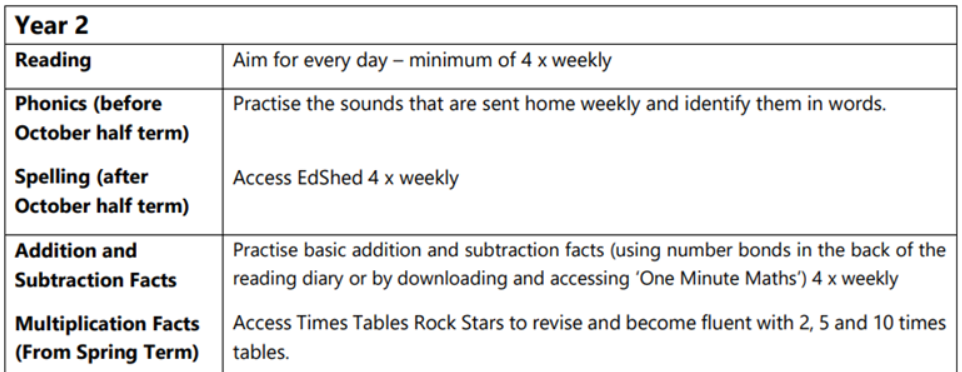 Year 2
Reading
Aim for every day – minimum of 4 x weekly
Phonics (before
October half term)
Practise the sounds that are sent home weekly and identify them in words.
Spelling (after
October half term)
Access EdShed 4 x weekly
Addition and
Subtraction Facts
Practise basic addition and subtraction facts (using number bonds in the back of the
reading diary or by downloading and accessing ‘One Minute Maths’) 4 x weekly
Multiplication Facts
(From Spring Term)
Access Times Tables Rock Stars to revise and become fluent with 2, 5 and 10 times
tables.